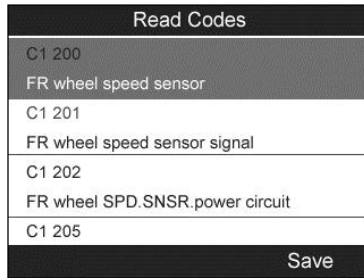 Read Codes
C1 200
FR wheel speed sensor
C1 201
FR wheel speed sensor signal
C1 202
FR wheel SPD.SNSR.power circuit
C1 205
Save